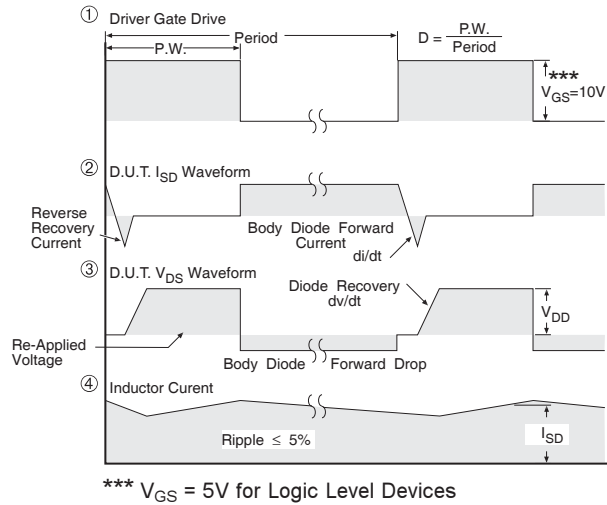 ① Driver Gate Drive
Period
P.W.
D = P.W.
Period
***
VGS=10V
② D.U.T. ISD Waveform
Reverse
Recovery
Current
Body Diode Forward
Current
di/dt
③ D.U.T. VDS Waveform
Diode Recovery
dv/dt
VDD
Re-Applied
Voltage
Body Diode Forward Drop
④ Inductor Curent
Ripple ≤ 5%
ISD
*** VGS = 5V for Logic Level Devices